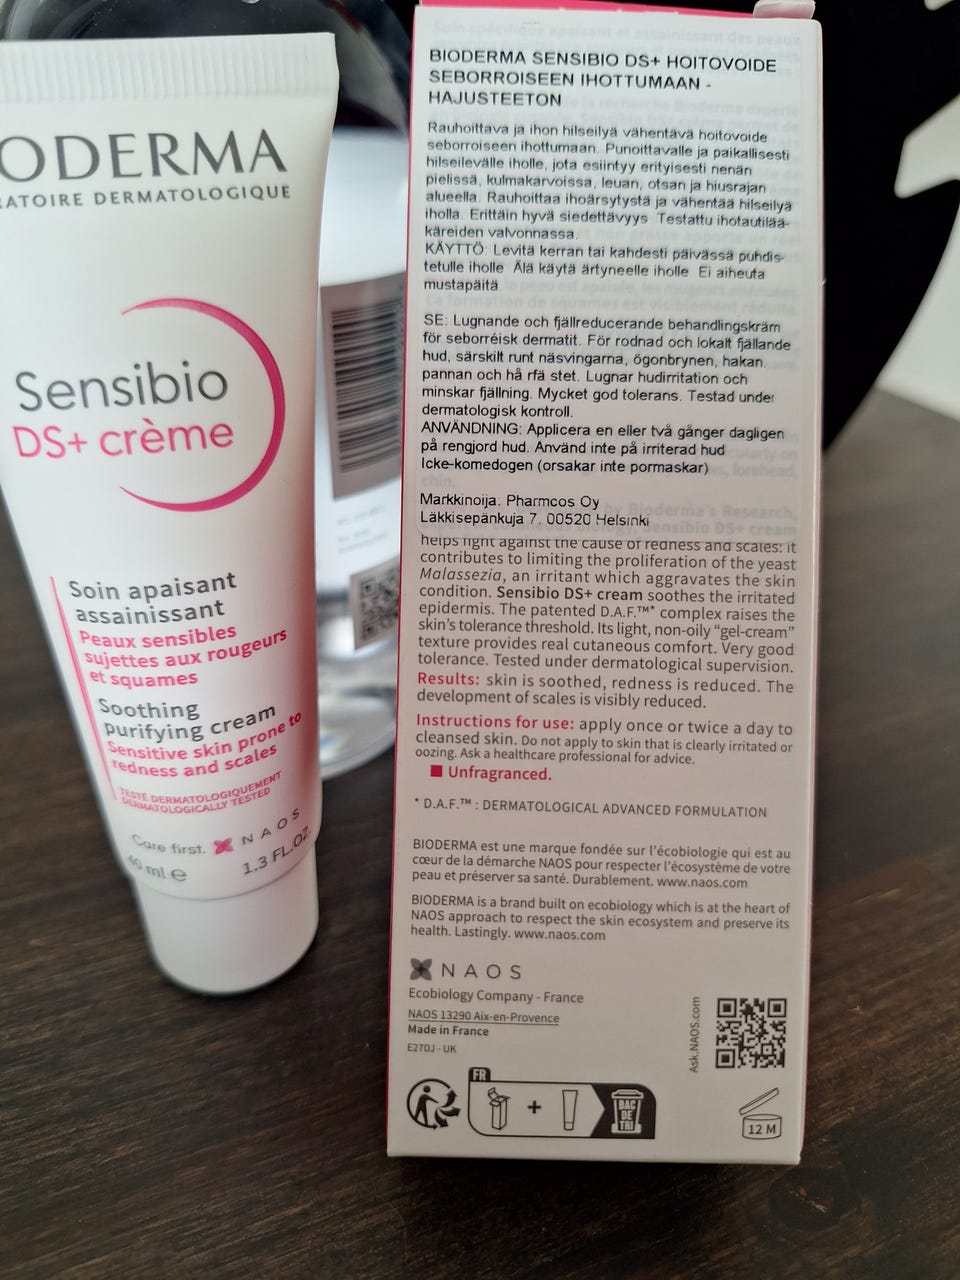 ODERMA
RATOIRE DERMATOLOGIQUE
Sensibio
DS+ crème
Soin apaisant
assainissant
Peaux sensibles
sujettes aux rougeurs
et squames
Soothing
purifying cream
Sensitive skin prone to
redness and scales
TESTÉ DERMATOLOGIQUEMENT
DERMATOLOGICALLY TESTED
Care first. NAOS
40 ml e 1.3 FL.OZ.
BIODERMA SENSIBIO DS+ HOITOVOIDE
SEBORROISEEN IHOTTUMAAN -
HAJUSTEETON
Rauhoittava ja ihon hilseilyä vähentävä hoitovoide
seborroiseen ihottumaan. Punoittavalle ja paikallisesti
hilseilevälle iholle, jota esiintyy erityisesti nenän
pielissä, kulmakarvoissa, leuan, otsan ja hiusrajan
alueella. Rauhoittaa ihoärsytystä ja vähentää hilseilyä
iholla. Erittäin hyvä siedettävyys Testattu ihotautilää-
käreiden valvonnassa.
KÄYTTÖ: Levitä kerran tai kahdesti päivässä puhdis-
tetulle iholle Älä käytä ärtyneelle iholle Ei aiheuta
mustapäitä.
SE: Lugnande och fjällreducerande behandlingskräm
för seborréisk dermatit. För rodnad och lokalt fjällande
hud, särskilt runt näsvingarna, ögonbrynen, hakan.
pannan och hå rfä stet. Lugnar hudirritation och
minskar fjällning. Mycket god tolerans. Testad under
dermatologisk kontroll.
ANVÄNDNING: Applicera en eller två gånger dagligen
på rengjord hud. Använd inte på irriterad hud
Icke-komedogen (orsakar inte pormaskar)
Markkinoija: Pharmcos Oy
Läkkisepänkuja 7, 00520 Helsinki
helps fight against the cause of redness and scales: it
contributes to limiting the proliferation of the yeast
Malassezia, an irritant which aggravates the skin
condition. Sensibio DS+ cream soothes the irritated
epidermis. The patented D.A.F.™* complex raises the
skin's tolerance threshold. Its light, non-oily "gel-cream"
texture provides real cutaneous comfort. Very good
tolerance. Tested under dermatological supervision.
Results: skin is soothed, redness is reduced. The
development of scales is visibly reduced.
Instructions for use: apply once or twice a day to
cleansed skin. Do not apply to skin that is clearly irritated or
oozing. Ask a healthcare professional for advice.
Unfragranced.
* D.A.F.™ : DERMATOLOGICAL ADVANCED FORMULATION
BIODERMA est une marque fondée sur l'écobiologie qui est au
cœur de la démarche NAOS pour respecter l'écosystème de votre
peau et préserver sa santé. Durablement. www.naos.com
BIODERMA is a brand built on ecobiology which is at the heart of
NAOS approach to respect the skin ecosystem and preserve its
health. Lastingly. www.naos.com
NAOS
Ecobiology Company - France
NAOS 13290 Aix-en-Provence
Made in France
E27DJ - UK
Ask.NAOS.com
FR
+
BAC
DE
TRI
12 M